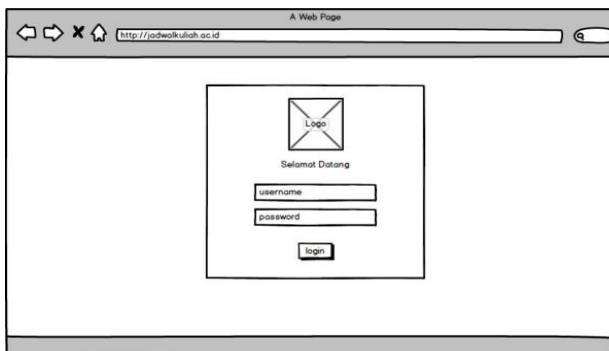 A Web Page
http://jadwalkuliah.ac.id
Logo
Selamat Datang
username
password
login